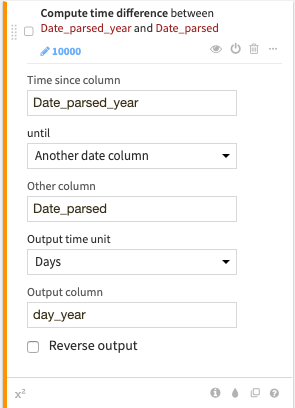 Compute time difference between
Date_parsed_year and Date_parsed
10000
Time since column
Date_parsed_year
until
Another date column
Other column
Date_parsed
Output time unit
Days
Output column
day_year
Reverse output
x²